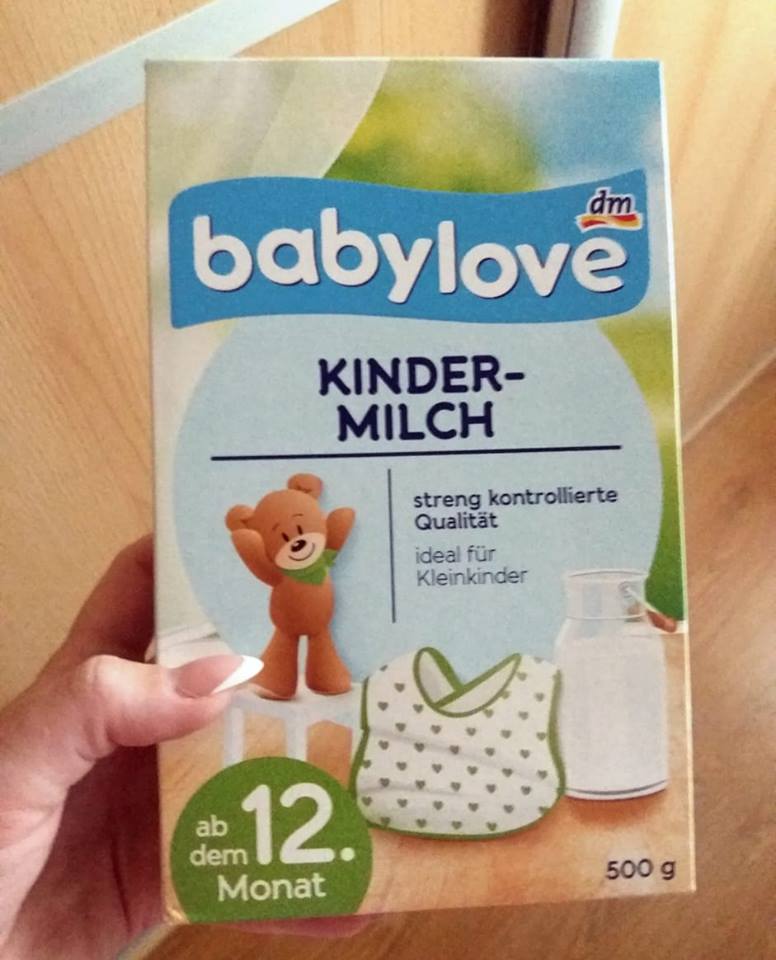 dm
babylove
KINDER-
MILCH
streng kontrollierte
Qualität
ideal für
Kleinkinder
ab
dem 12.
Monat
500 g